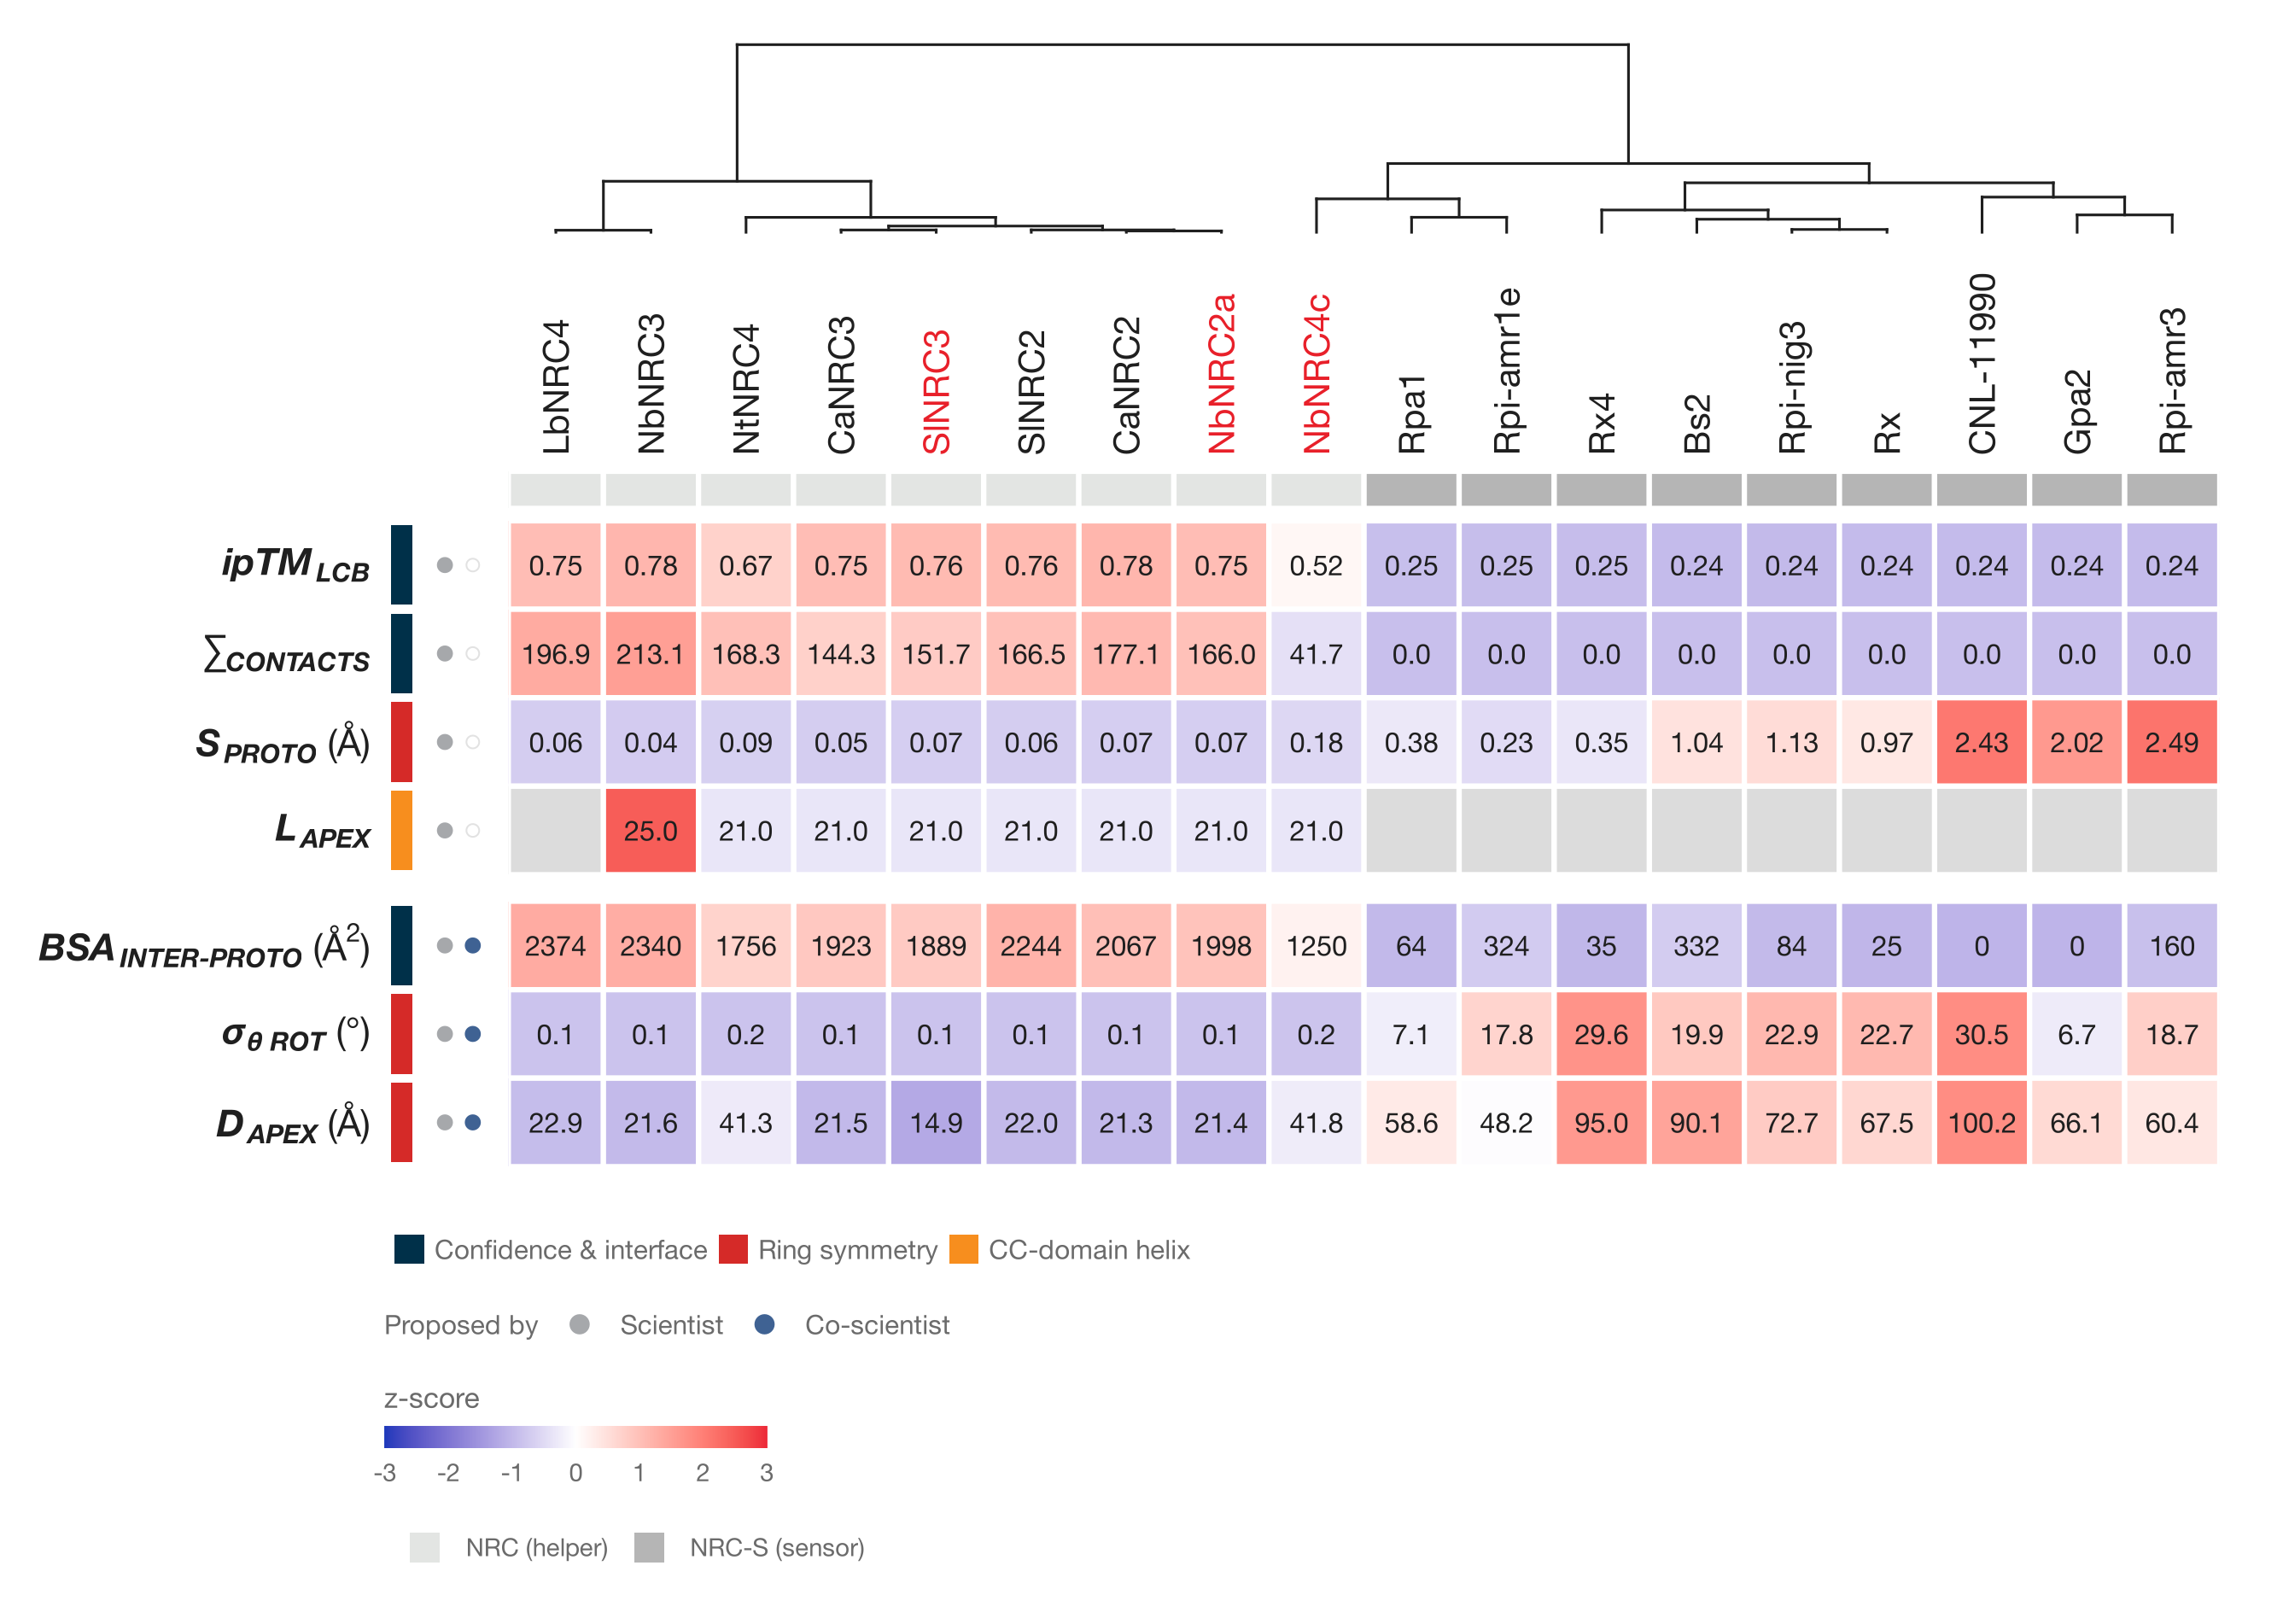 LbNRC4 NbNRC3 NtNRC4 CaNRC3 SlNRC3 SlNRC2 CaNRC2 NbNRC2a NbNRC4c Rpa1 Rpi-amr1e Rx4 Bs2 Rpi-nig3 Rx CNL-11990 Gpa2 Rpi-amr3
ipTM LCB 0.75 0.78 0.67 0.75 0.76 0.76 0.78 0.75 0.52 0.25 0.25 0.25 0.24 0.24 0.24 0.24 0.24 0.24
∑CONTACTS 196.9 213.1 168.3 144.3 151.7 166.5 177.1 166.0 41.7 0.0 0.0 0.0 0.0 0.0 0.0 0.0 0.0 0.0
S PROTO (Å) 0.06 0.04 0.09 0.05 0.07 0.06 0.07 0.07 0.18 0.38 0.23 0.35 1.04 1.13 0.97 2.43 2.02 2.49
L APEX 25.0 21.0 21.0 21.0 21.0 21.0 21.0 21.0
BSA INTER-PROTO (Å2) 2374 2340 1756 1923 1889 2244 2067 1998 1250 64 324 35 332 84 25 0 0 160
σθ ROT (°) 0.1 0.1 0.2 0.1 0.1 0.1 0.1 0.1 0.2 7.1 17.8 29.6 19.9 22.9 22.7 30.5 6.7 18.7
D APEX (Å) 22.9 21.6 41.3 21.5 14.9 22.0 21.3 21.4 41.8 58.6 48.2 95.0 90.1 72.7 67.5 100.2 66.1 60.4
Confidence & interface Ring symmetry CC-domain helix
Proposed by Scientist Co-scientist
z-score
-3 -2 -1 0 1 2 3
NRC (helper) NRC-S (sensor)